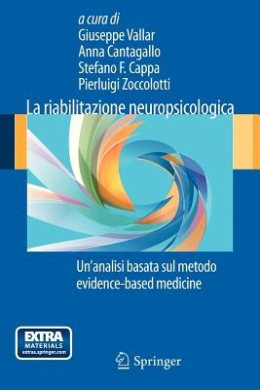 a cura di
Giuseppe Vallar
Anna Cantagallo
Stefano F. Cappa
Pierluigi Zoccolotti
La riabilitazione neuropsicologica
Un'analisi basata sul metodo
evidence-based medicine
EXTRA
MATERIALS
extras.springer.com
Springer